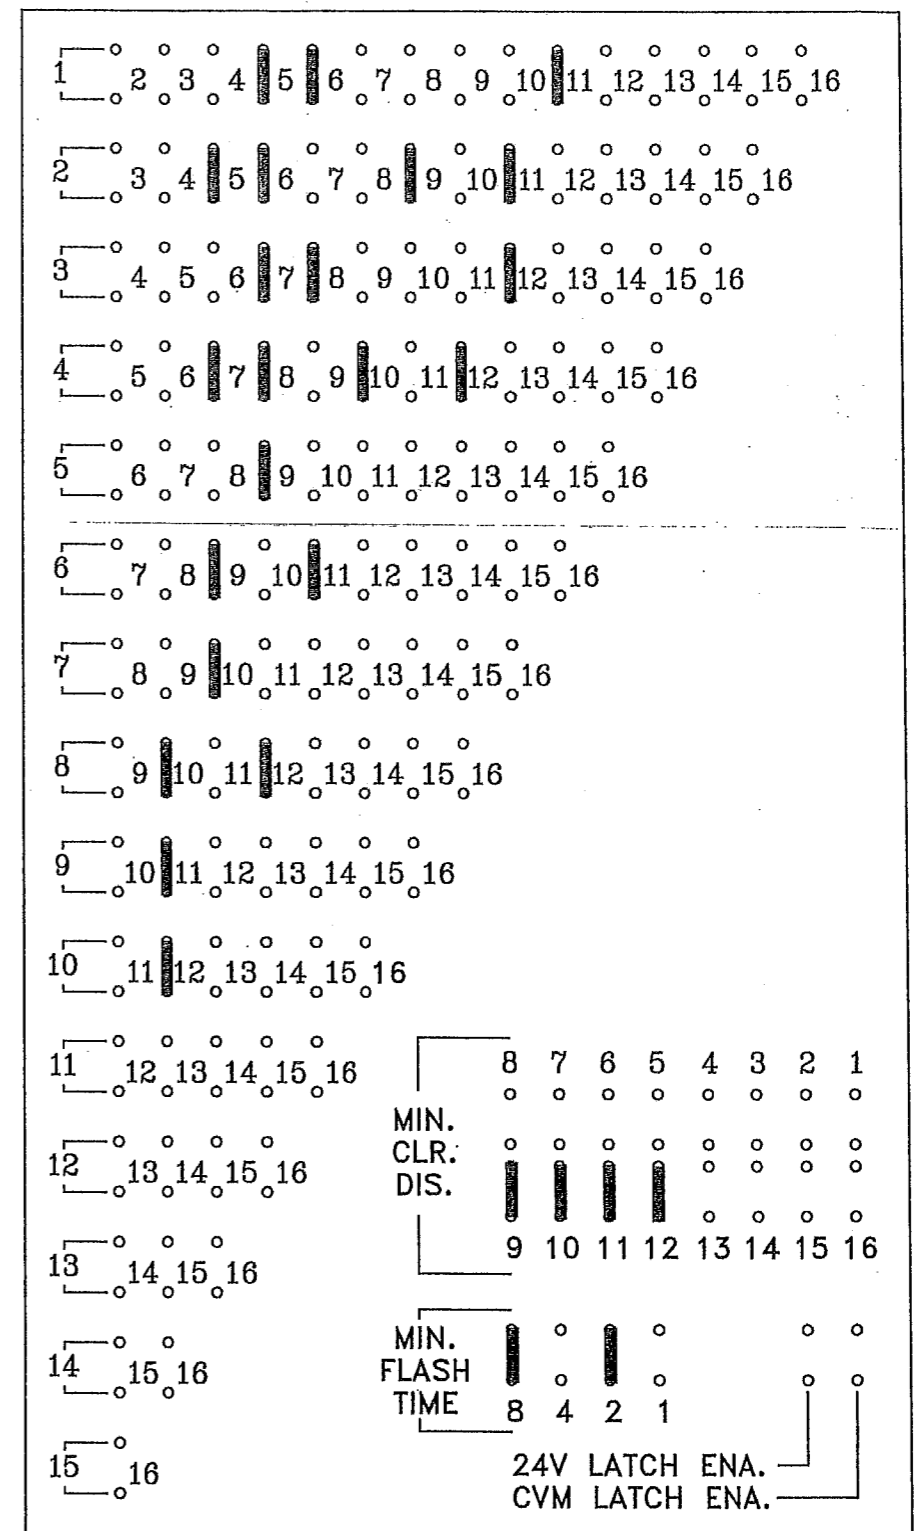 1 2 3 4 5 6 7 8 9 10 11 12 13 14 15 16
2 3 4 5 6 7 8 9 10 11 12 13 14 15 16
3 4 5 6 7 8 9 10 11 12 13 14 15 16
4 5 6 7 8 9 10 11 12 13 14 15 16
5 6 7 8 9 10 11 12 13 14 15 16
6 7 8 9 10 11 12 13 14 15 16
7 8 9 10 11 12 13 14 15 16
8 9 10 11 12 13 14 15 16
9 10 11 12 13 14 15 16
10 11 12 13 14 15 16
11 12 13 14 15 16
12 13 14 15 16
13 14 15 16
14 15 16
15 16
8 7 6 5 4 3 2 1
MIN.
CLR.
DIS.
9 10 11 12 13 14 15 16
MIN.
FLASH
TIME
8 4 2 1
24V LATCH ENA.
CVM LATCH ENA.